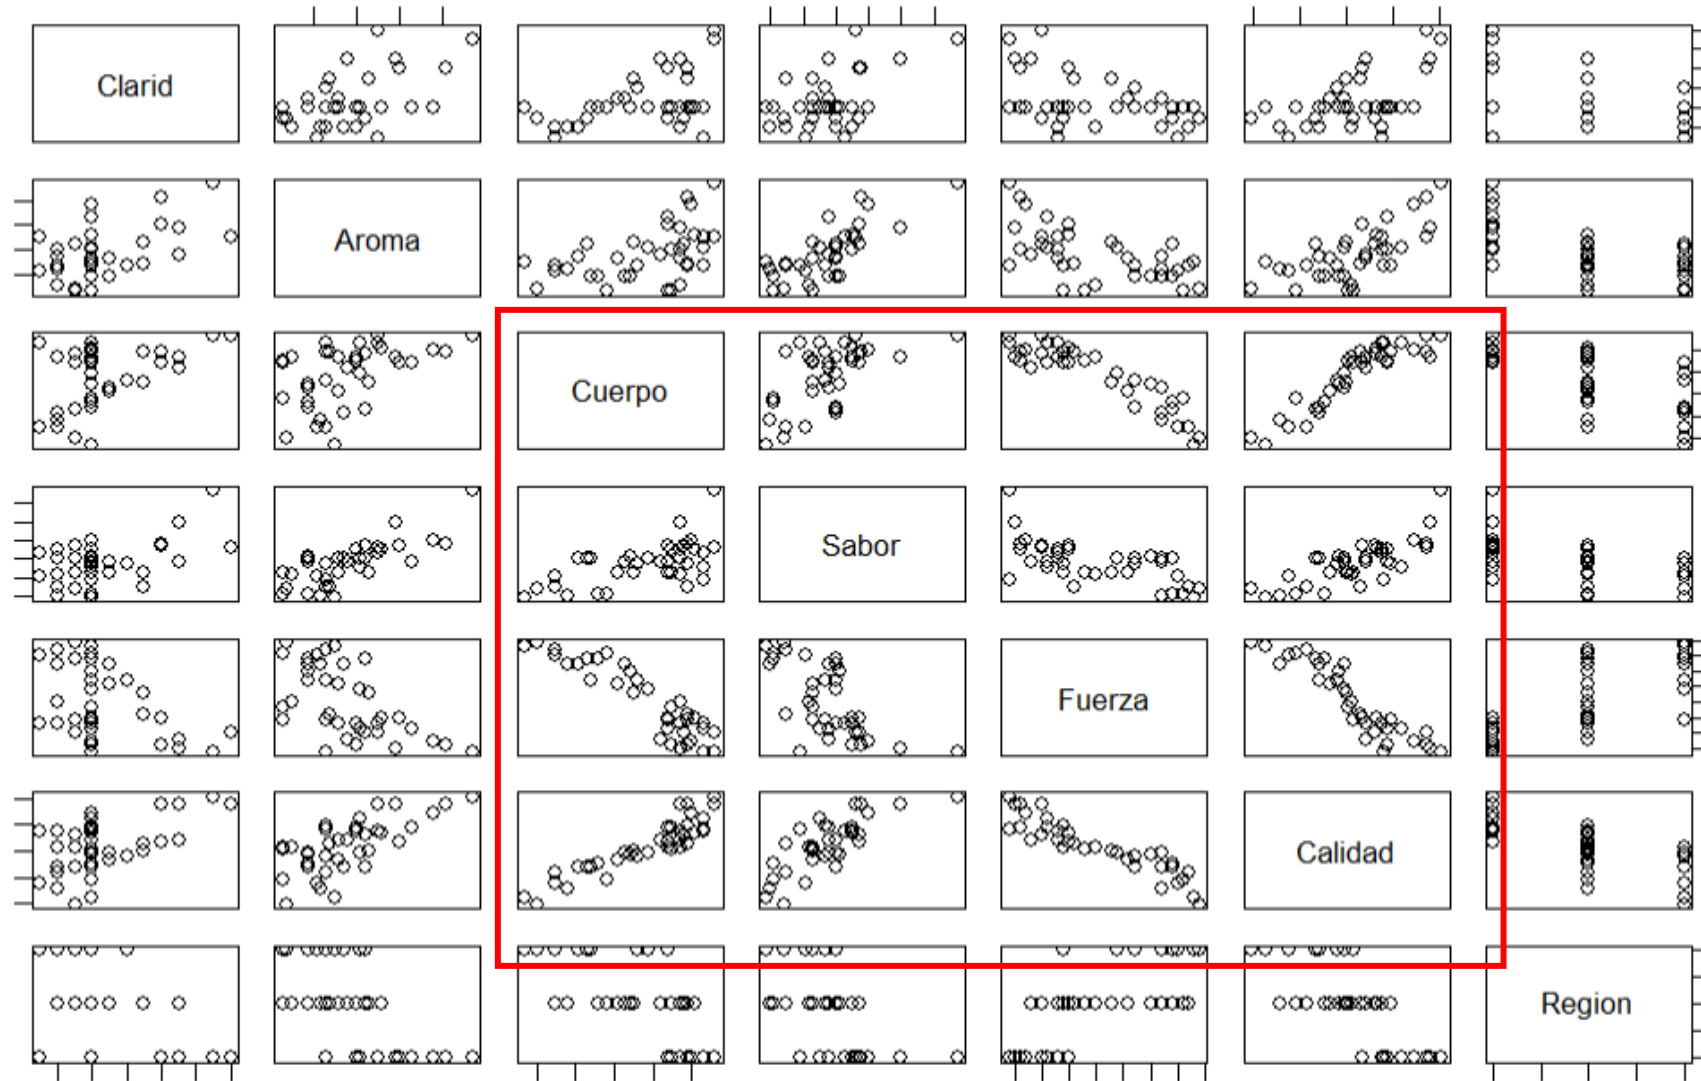 Clarid
Aroma
Cuerpo
Sabor
Fuerza
Calidad
Region